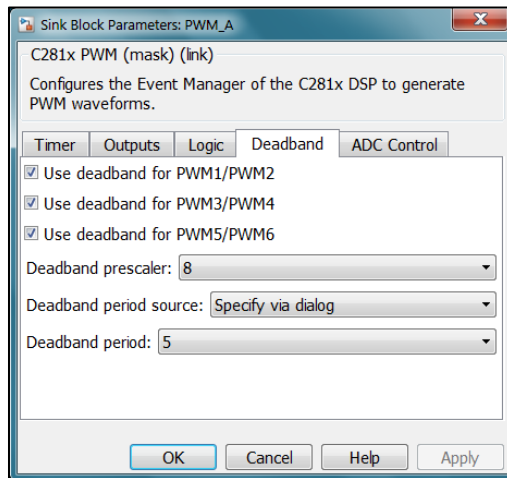 Sink Block Parameters: PWM_A
C281x PWM (mask) (link)
Configures the Event Manager of the C281x DSP to generate
PWM waveforms.
Timer Outputs Logic Deadband ADC Control
Use deadband for PWM1/PWM2
Use deadband for PWM3/PWM4
Use deadband for PWM5/PWM6
Deadband prescaler: 8
Deadband period source: Specify via dialog
Deadband period: 5
OK Cancel Help Apply